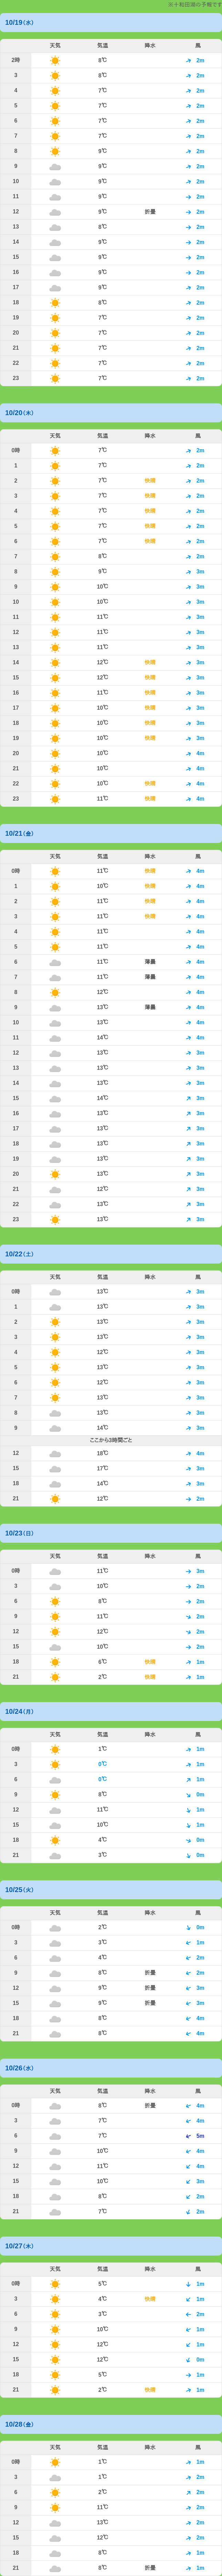 ※十和田湖の予報です
10/19(水)
天気 気温 降水 風
2時 8℃ 2m
3 8℃ 2m
4 7℃ 2m
5 7℃ 2m
6 7℃ 2m
7 7℃ 2m
8 9℃ 2m
9 9℃ 2m
10 9℃ 2m
11 9℃ 2m
12 9℃ 折曇 2m
13 8℃ 2m
14 9℃ 2m
15 9℃ 2m
16 9℃ 2m
17 9℃ 2m
18 8℃ 2m
19 7℃ 2m
20 7℃ 2m
21 7℃ 2m
22 7℃ 2m
23 7℃ 2m
10/20(木)
天気 気温 降水 風
0時 7℃ 2m
1 7℃ 2m
2 7℃ 快晴 2m
3 7℃ 快晴 2m
4 7℃ 快晴 2m
5 7℃ 快晴 2m
6 7℃ 快晴 2m
7 8℃ 2m
8 9℃ 3m
9 10℃ 3m
10 10℃ 3m
11 11℃ 3m
12 11℃ 3m
13 11℃ 3m
14 12℃ 快晴 3m
15 12℃ 快晴 3m
16 11℃ 快晴 3m
17 10℃ 快晴 3m
18 10℃ 快晴 3m
19 10℃ 快晴 3m
20 10℃ 4m
21 10℃ 4m
22 10℃ 快晴 4m
23 11℃ 快晴 4m
10/21(金)
天気 気温 降水 風
0時 11℃ 快晴 4m
1 10℃ 快晴 4m
2 11℃ 快晴 4m
3 11℃ 快晴 4m
4 11℃ 4m
5 11℃ 4m
6 11℃ 薄曇 4m
7 11℃ 薄曇 4m
8 12℃ 4m
9 13℃ 薄曇 4m
10 13℃ 4m
11 14℃ 4m
12 13℃ 3m
13 13℃ 3m
14 13℃ 3m
15 14℃ 3m
16 13℃ 3m
17 13℃ 3m
18 13℃ 3m
19 13℃ 3m
20 13℃ 3m
21 12℃ 3m
22 13℃ 3m
23 13℃ 3m
10/22(土)
天気 気温 降水 風
0時 13℃ 3m
1 13℃ 3m
2 13℃ 3m
3 13℃ 3m
4 12℃ 3m
5 13℃ 3m
6 12℃ 3m
7 13℃ 3m
8 13℃ 3m
9 14℃ 3m
ここから3時間ごと
12 18℃ 4m
15 17℃ 3m
18 14℃ 3m
21 12℃ 2m
10/23(日)
天気 気温 降水 風
0時 11℃ 3m
3 10℃ 2m
6 8℃ 2m
9 11℃ 2m
12 12℃ 2m
15 10℃ 2m
18 6℃ 快晴 1m
21 2℃ 快晴 1m
10/24(月)
天気 気温 降水 風
0時 1℃ 1m
3 0℃ 1m
6 0℃ 1m
9 8℃ 0m
12 11℃ 1m
15 10℃ 1m
18 4℃ 0m
21 3℃ 0m
10/25(火)
天気 気温 降水 風
0時 2℃ 0m
3 3℃ 1m
6 4℃ 2m
9 8℃ 折曇 2m
12 9℃ 折曇 3m
15 9℃ 折曇 3m
18 8℃ 4m
21 8℃ 4m
10/26(水)
天気 気温 降水 風
0時 8℃ 折曇 4m
3 7℃ 4m
6 7℃ 5m
9 10℃ 4m
12 11℃ 4m
15 10℃ 3m
18 8℃ 2m
21 7℃ 2m
10/27(木)
天気 気温 降水 風
0時 5℃ 1m
3 4℃ 快晴 1m
6 3℃ 2m
9 10℃ 1m
12 12℃ 1m
15 12℃ 0m
18 5℃ 1m
21 2℃ 快晴 1m
10/28(金)
天気 気温 降水 風
0時 1℃ 1m
3 1℃ 2m
6 2℃ 2m
9 11℃ 2m
12 13℃ 2m
15 12℃ 2m
18 8℃ 1m
21 8℃ 折曇 1m